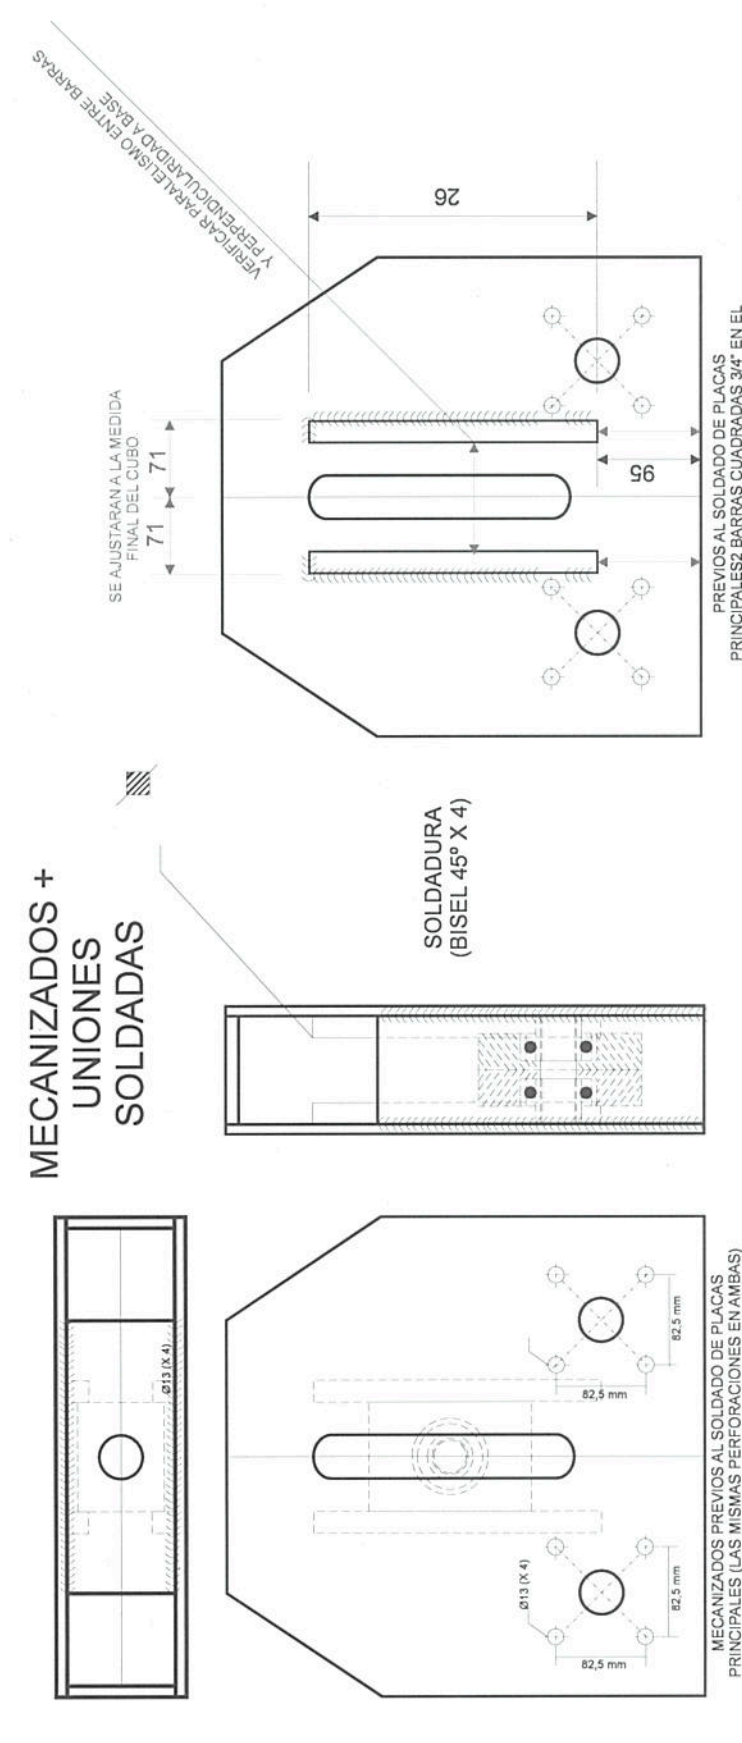 MECANIZADOS +
UNIONES
SOLDADAS
SE AJUSTARAN A LA MEDIDA
FINAL DEL CUBO.
71
71
VERIFICAR PARALELISMO ENTRE BARRAS
Y PERPENDICULARIDAD A BASE
26
95
SOLDADURA
(BISEL 45º X 4)
Ø13 (X 4)
Ø13 (X 4)
82,5 mm
82,5 mm
82,5 mm
82,5 mm
MECANIZADOS PREVIOS AL SOLDADO DE PLACAS
PRINCIPALES (LAS MISMAS PERFORACIONES EN AMBAS)
PREVIOS AL SOLDADO DE PLACAS
PRINCIPALES2 BARRAS CUADRADAS 3/4" EN EL